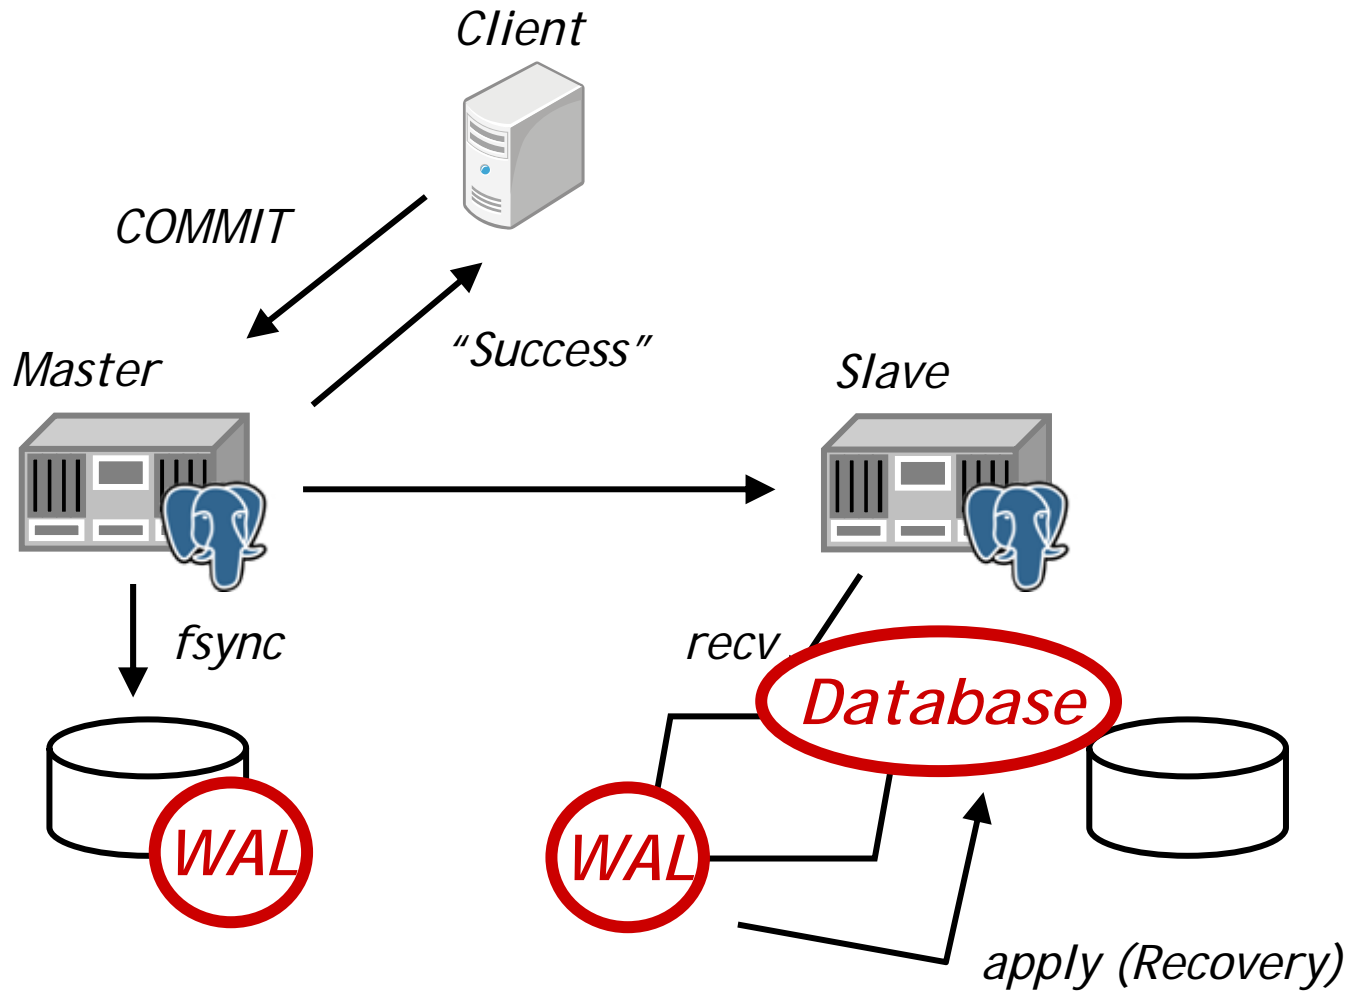 Client
COMMIT
“Success”
Master
Slave
fsync
recv
Database
WAL
WAL
apply (Recovery)